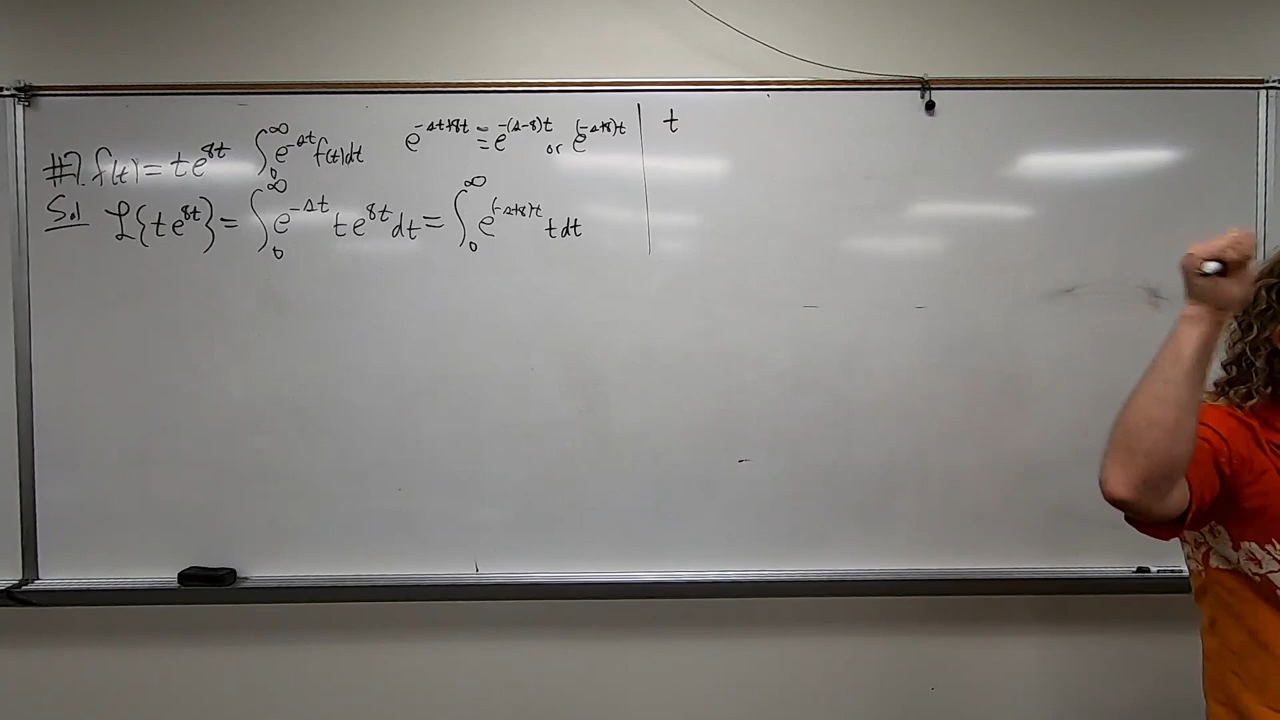 #7. f(t) = te^{8t} ∫_0^∞ e^{-st} f(t)dt e^{-st+8t} = e^{-(s-8)t} or e^{(-s+8)t} | t
Sol ℒ{te^{8t}} = ∫_0^∞ e^{-st} te^{8t} dt = ∫_0^∞ e^{(-s+8)t} t dt